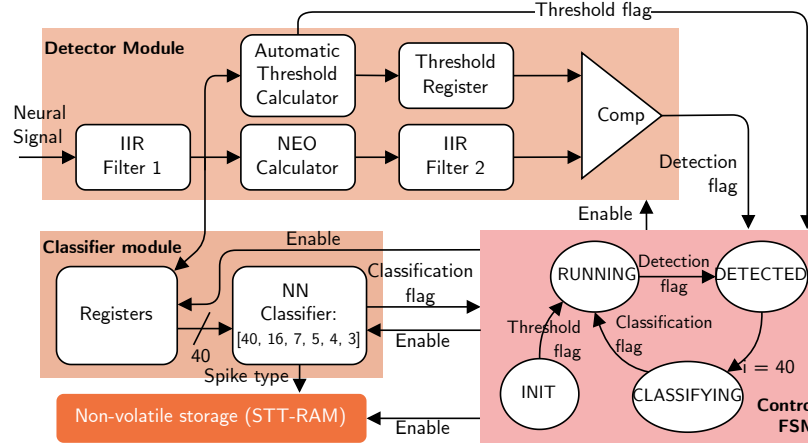 Threshold flag
Detector Module
Automatic
Threshold
Calculator
Threshold
Register
Neural
Signal
IIR
Filter 1
NEO
Calculator
IIR
Filter 2
Comp
Detection
flag
Enable
Classifier module
Enable
Registers
40
NN
Classifier:
[40, 16, 7, 5, 4, 3]
Classification
flag
Enable
Spike type
Non-volatile storage (STT-RAM)
Enable
RUNNING
Detection
flag
DETECTED
Threshold
flag
Classification
flag
i = 40
INIT
CLASSIFYING
Contro
FSM